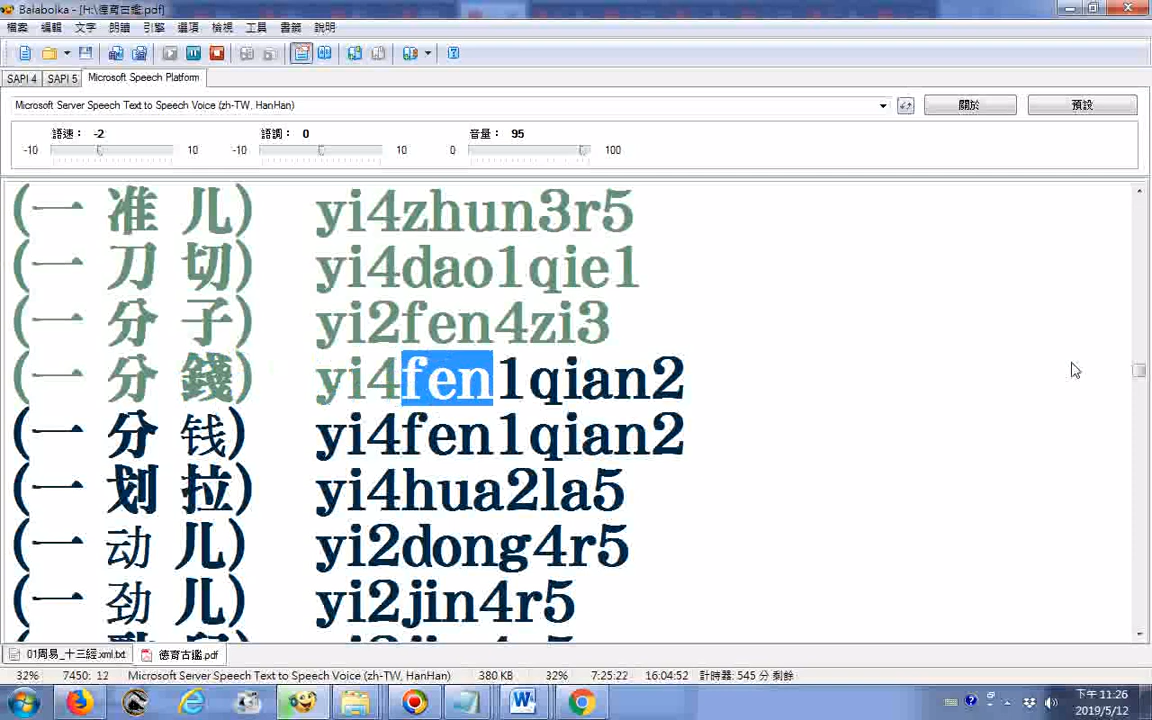 Balabolka - [H:\德育古鑑.pdf]
檔案 編輯 文字 朗讀 引擎 選項 檢視 工具 書籤 說明
SAPI 4 SAPI 5 Microsoft Speech Platform
Microsoft Server Speech Text to Speech Voice (zh-TW, HanHan) 關於 預設
語速： -2 語調： 0 音量： 95
-10 10 -10 10 0 100
(一 准 儿) yi4zhun3r5
(一 刀 切) yi4dao1qie1
(一 分 子) yi2fen4zi3
(一 分 錢) yi4fen1qian2
(一 分 钱) yi4fen1qian2
(一 划 拉) yi4hua2la5
(一 动 儿) yi2dong4r5
(一 劲 儿) yi2jin4r5
01周易_十三經.xml.txt 德育古鑑.pdf
32% 7450: 12 Microsoft Server Speech Text to Speech Voice (zh-TW, HanHan) 380 KB 32% 7:25:22 16:04:52 計時器: 545 分 剩餘
下午 11:26
2019/5/12